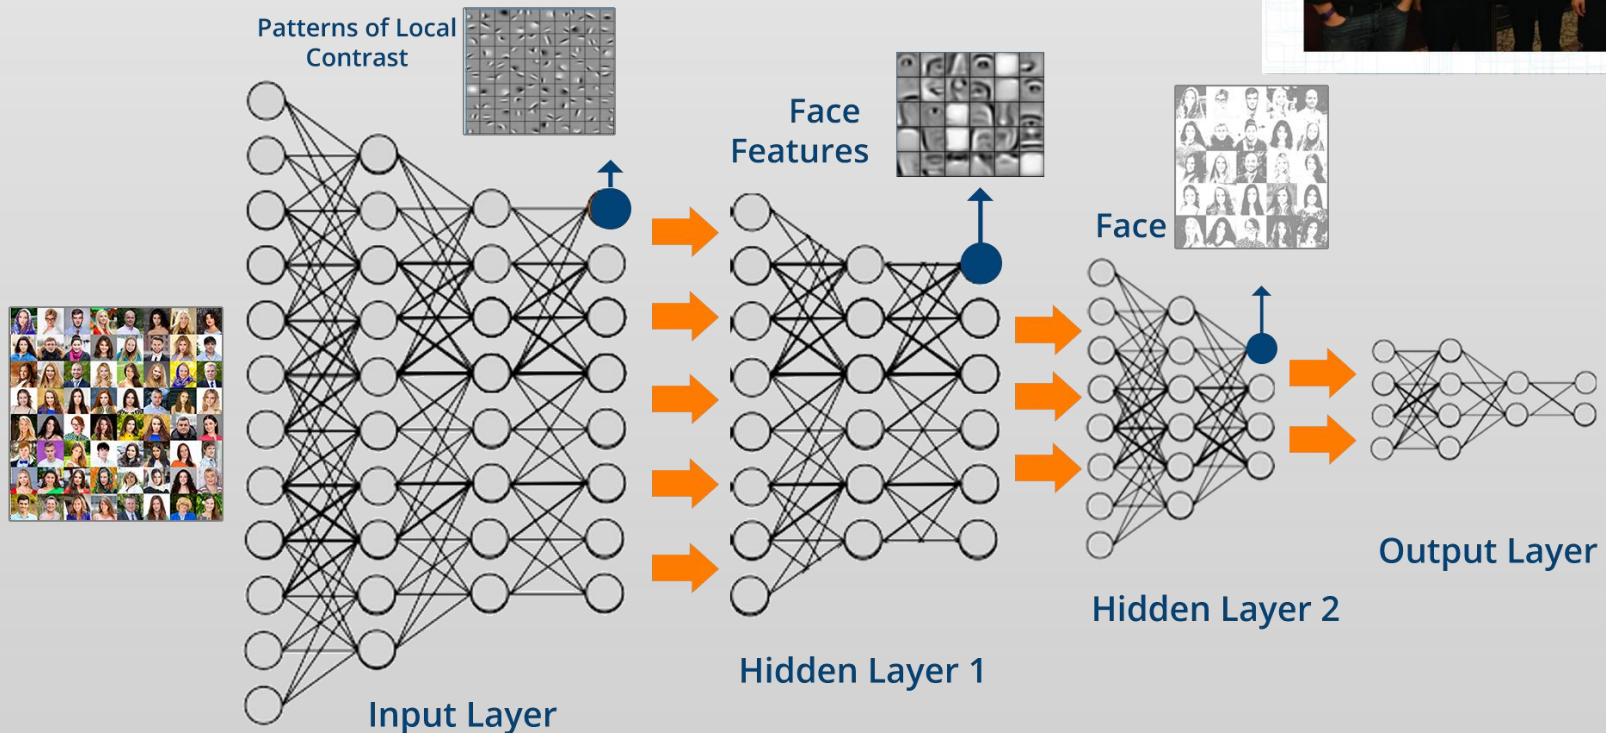 Patterns of Local
Contrast
Face
Features
Face
Input Layer
Hidden Layer 1
Hidden Layer 2
Output Layer